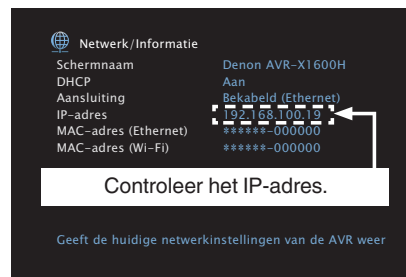 Netwerk/Informatie
Schermnaam Denon AVR-X1600H
DHCP Aan
Aansluiting Bekabeld (Ethernet)
IP-adres 192.168.100.19
MAC-adres (Ethernet) ******-000000
MAC-adres (Wi-Fi) ******-000000
Controleer het IP-adres.
Geeft de huidige netwerkinstellingen van de AVR weer